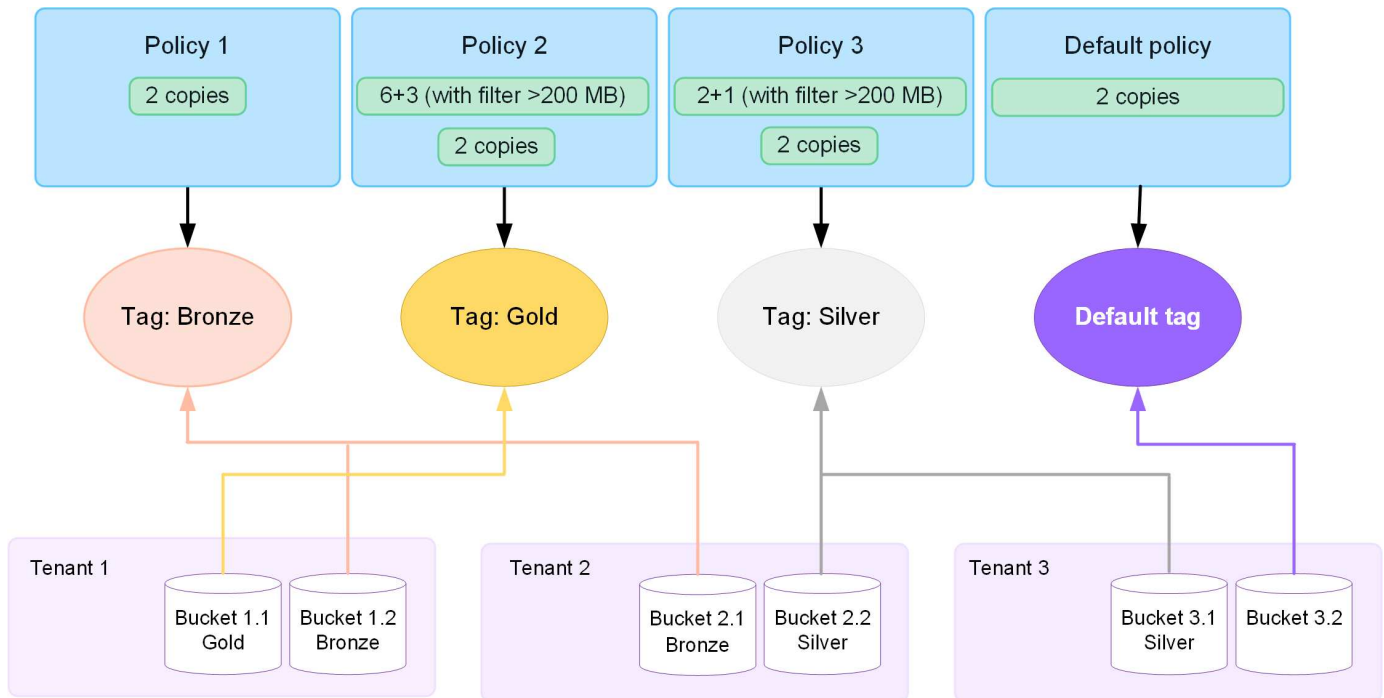 Policy 1
2 copies
Policy 2
6+3 (with filter >200 MB)
2 copies
Policy 3
2+1 (with filter >200 MB)
2 copies
Default policy
2 copies
Tag: Bronze
Tag: Gold
Tag: Silver
Default tag
Tenant 1
Bucket 1.1
Gold
Bucket 1.2
Bronze
Tenant 2
Bucket 2.1
Bronze
Bucket 2.2
Silver
Tenant 3
Bucket 3.1
Silver
Bucket 3.2